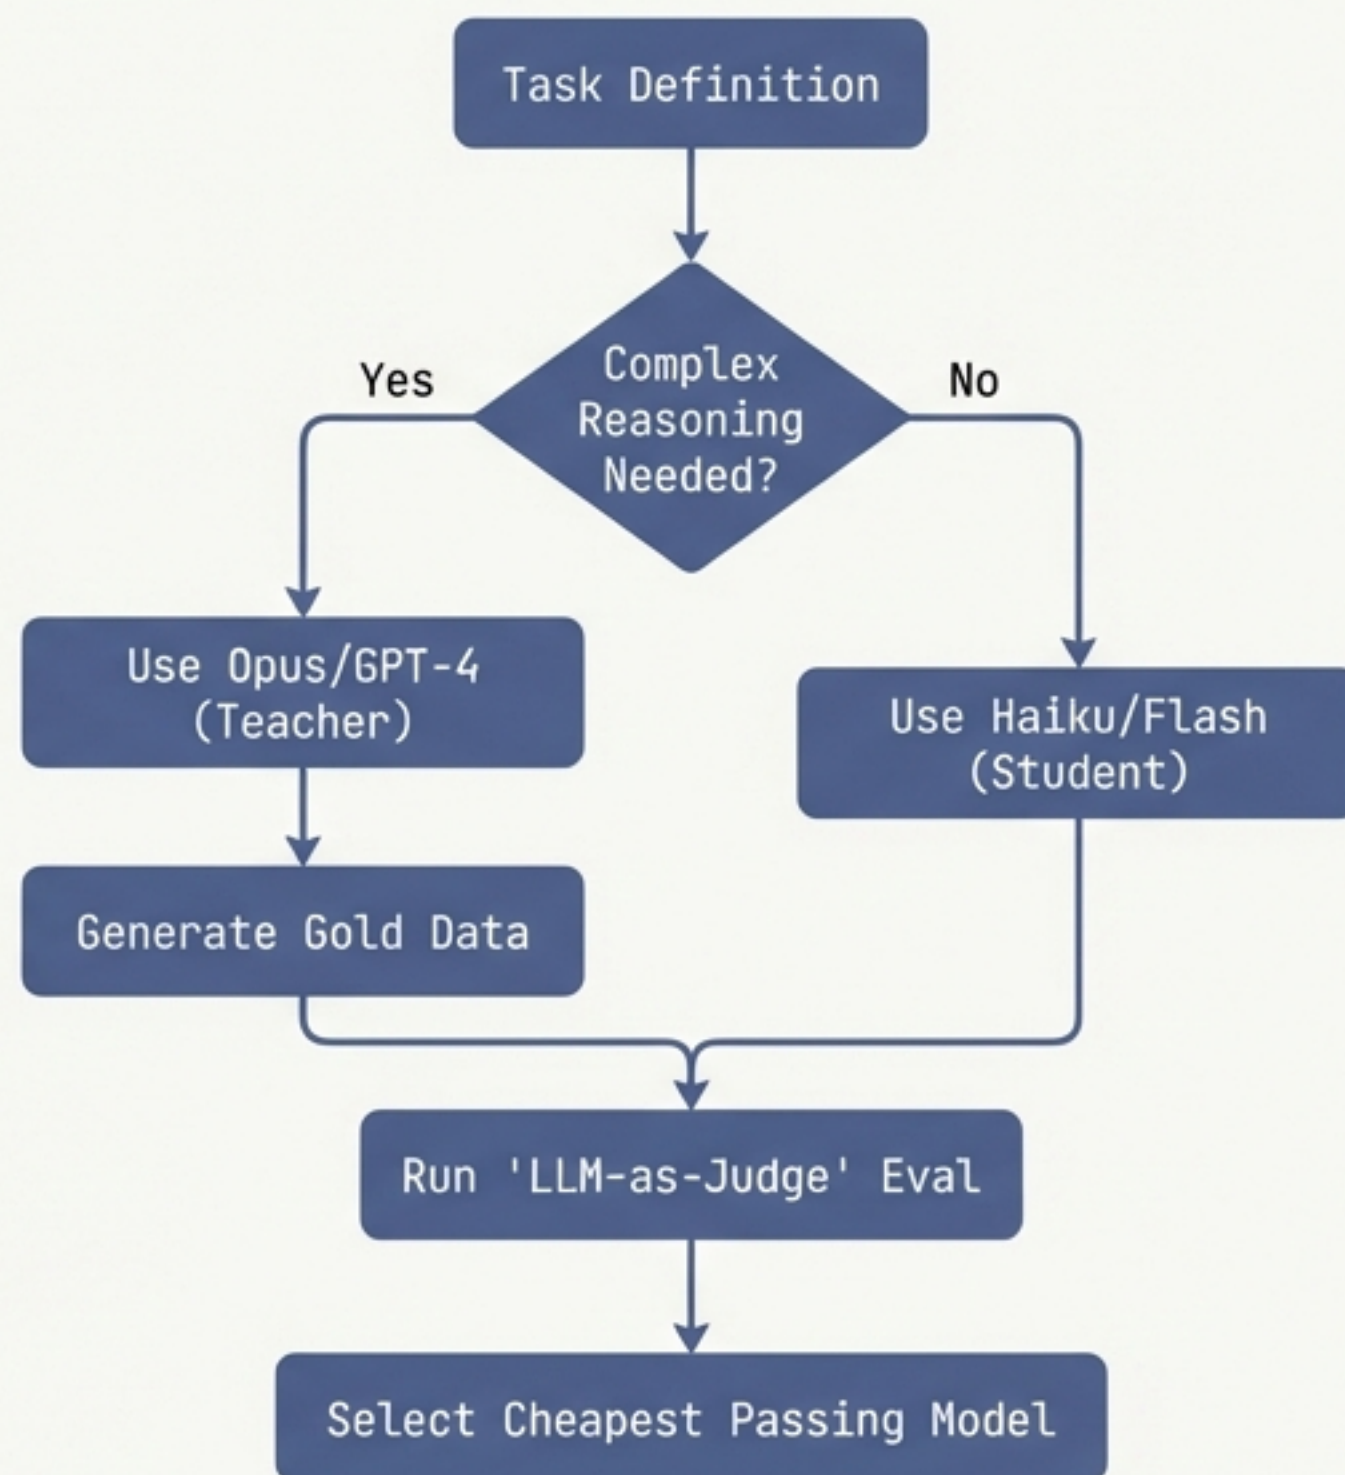 Task Definition
Complex
Reasoning
Needed?
Yes
No
Use Opus/GPT-4
(Teacher)
Use Haiku/Flash
(Student)
Generate Gold Data
Run 'LLM-as-Judge' Eval
Select Cheapest Passing Model